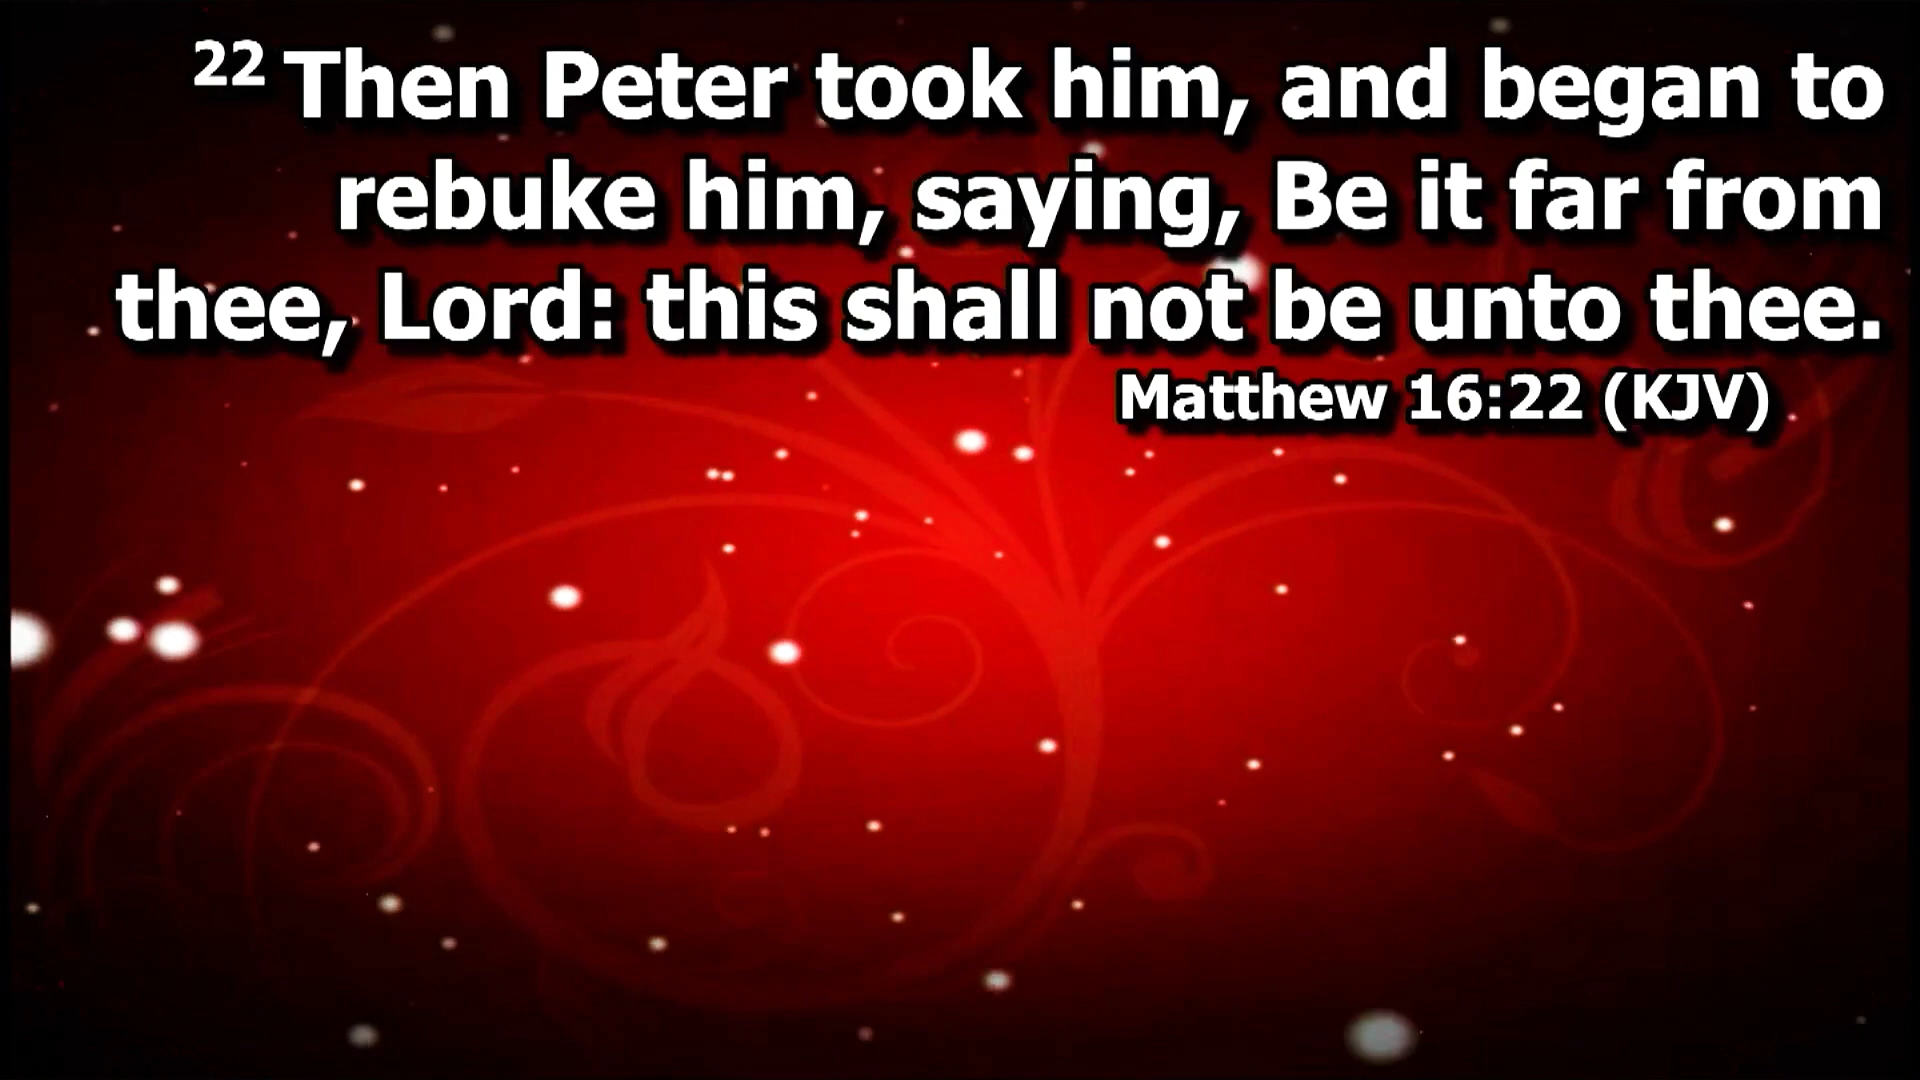 22 Then Peter took him, and began to
rebuke him, saying, Be it far from
thee, Lord: this shall not be unto thee.
Matthew 16:22 (KJV)